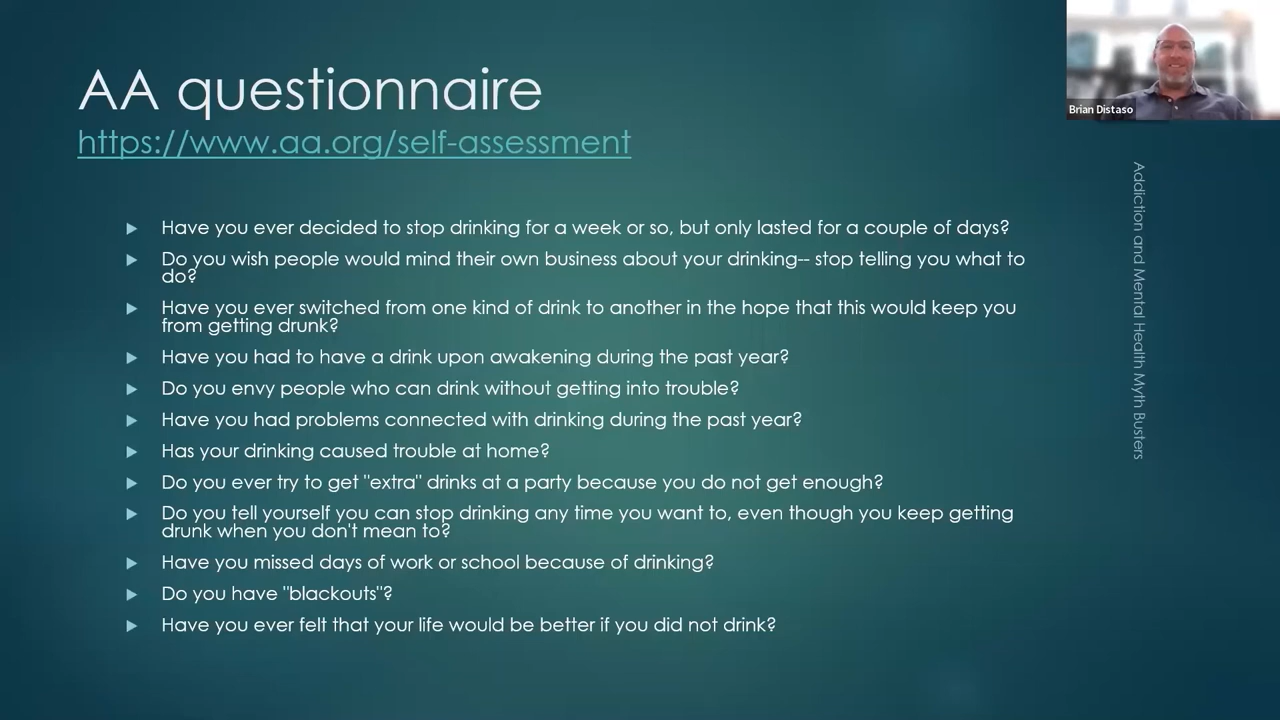 AA questionnaire
https://www.aa.org/self-assessment
Have you ever decided to stop drinking for a week or so, but only lasted for a couple of days?
Do you wish people would mind their own business about your drinking-- stop telling you what to
do?
Have you ever switched from one kind of drink to another in the hope that this would keep you
from getting drunk?
Have you had to have a drink upon awakening during the past year?
Do you envy people who can drink without getting into trouble?
Have you had problems connected with drinking during the past year?
Has your drinking caused trouble at home?
Do you ever try to get "extra" drinks at a party because you do not get enough?
Do you tell yourself you can stop drinking any time you want to, even though you keep getting
drunk when you don't mean to?
Have you missed days of work or school because of drinking?
Do you have "blackouts"?
Have you ever felt that your life would be better if you did not drink?
Brian Distaso
Addiction and Mental Health Myth Busters